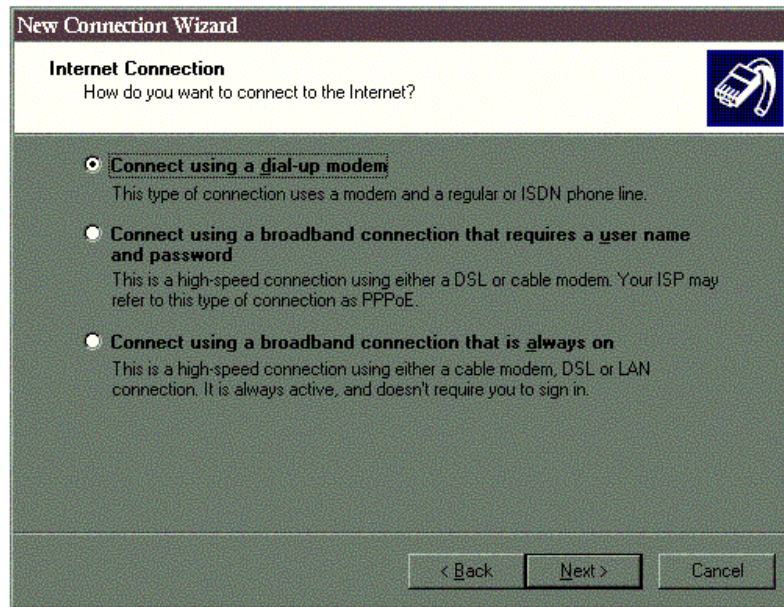 New Connection Wizard
Internet Connection
How do you want to connect to the Internet?
Connect using a dial-up modem
This type of connection uses a modem and a regular or ISDN phone line.
Connect using a broadband connection that requires a user name
and password
This is a high-speed connection using either a DSL or cable modem. Your ISP may
refer to this type of connection as PPPoE.
Connect using a broadband connection that is always on
This is a high-speed connection using either a cable modem, DSL or LAN
connection. It is always active, and doesn't require you to sign in.
< Back
Next >
Cancel